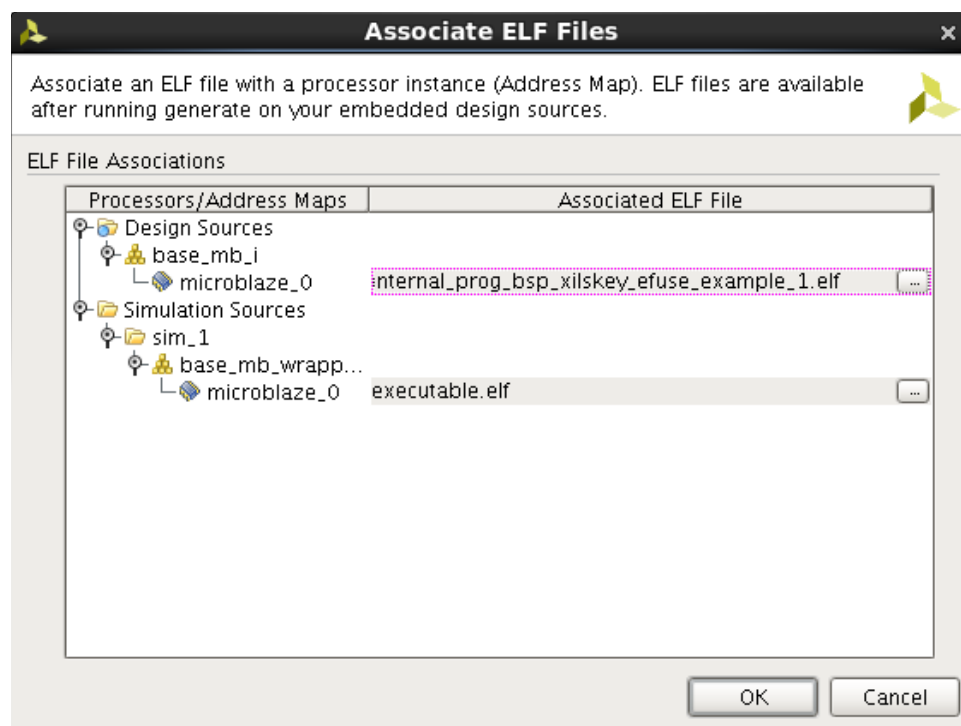 Associate ELF Files
Associate an ELF file with a processor instance (Address Map). ELF files are available
after running generate on your embedded design sources.
ELF File Associations
Processors/Address Maps Associated ELF File
Design Sources
base_mb_i
microblaze_0 nternal_prog_bsp_xilskey_efuse_example_1.elf ...
Simulation Sources
sim_1
base_mb_wrapp...
microblaze_0 executable.elf ...
OK Cancel